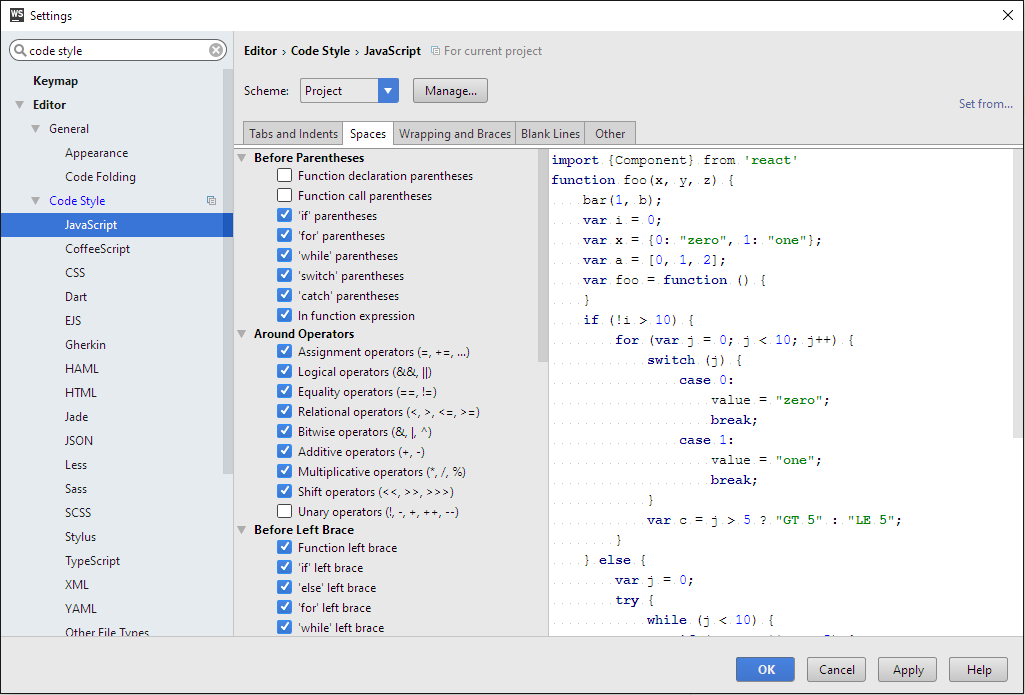 WS Settings
code style
Keymap
Editor
General
Appearance
Code Folding
Code Style
JavaScript
CoffeeScript
CSS
Dart
EJS
Gherkin
HAML
HTML
Jade
JSON
Less
Sass
SCSS
Stylus
TypeScript
XML
YAML
Other File Types
Editor › Code Style › JavaScript For current project
Scheme: Project Manage...
Set from...
Tabs and Indents Spaces Wrapping and Braces Blank Lines Other
Before Parentheses
Function declaration parentheses
Function call parentheses
'if' parentheses
'for' parentheses
'while' parentheses
'switch' parentheses
'catch' parentheses
In function expression
Around Operators
Assignment operators (=, +=, ...)
Logical operators (&&, ||)
Equality operators (==, !=)
Relational operators (<, >, <=, >=)
Bitwise operators (&, |, ^)
Additive operators (+, -)
Multiplicative operators (*, /, %)
Shift operators (<<, >>, >>>)
Unary operators (!, -, +, ++, --)
Before Left Brace
Function left brace
'if' left brace
'else' left brace
'for' left brace
'while' left brace
import {Component} from 'react'
function foo(x, y, z) {
bar(1, b);
var i = 0;
var x = {0: "zero", 1: "one"};
var a = [0, 1, 2];
var foo = function () {
}
if (!i > 10) {
for (var j = 0; j < 10; j++) {
switch (j) {
case 0:
value = "zero";
break;
case 1:
value = "one";
break;
}
var c = j > 5 ? "GT 5" : "LE 5";
}
} else {
var j = 0;
try {
while (j < 10) {
OK Cancel Apply Help